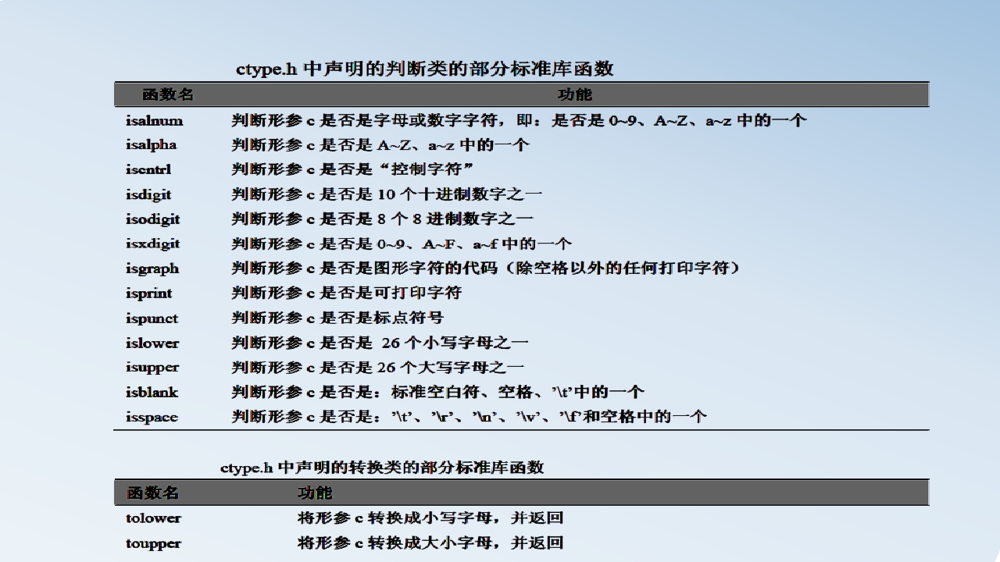 ctype.h 中声明的判断类的部分标准库函数
函数名 功能
isalnum 判断形参 c 是否是字母或数字字符，即：是否是 0~9、A~Z、a~z 中的一个
isalpha 判断形参 c 是否是 A~Z、a~z 中的一个
iscntrl 判断形参 c 是否是“控制字符”
isdigit 判断形参 c 是否是 10 个十进制数字之一
isodigit 判断形参 c 是否是 8 个 8 进制数字之一
isxdigit 判断形参 c 是否是 0~9、A~F、a~f 中的一个
isgraph 判断形参 c 是否是图形字符的代码（除空格以外的任何打印字符）
isprint 判断形参 c 是否是可打印字符
ispunct 判断形参 c 是否是标点符号
islower 判断形参 c 是否是 26 个小写字母之一
isupper 判断形参 c 是否是 26 个大写字母之一
isblank 判断形参 c 是否是：标准空白符、空格、’\t’中的一个
isspace 判断形参 c 是否是：’\t’、’\r’、’\n’、’\v’、’\f’和空格中的一个
ctype.h 中声明的转换类的部分标准库函数
函数名 功能
tolower 将形参 c 转换成小写字母，并返回
toupper 将形参 c 转换成大小字母，并返回